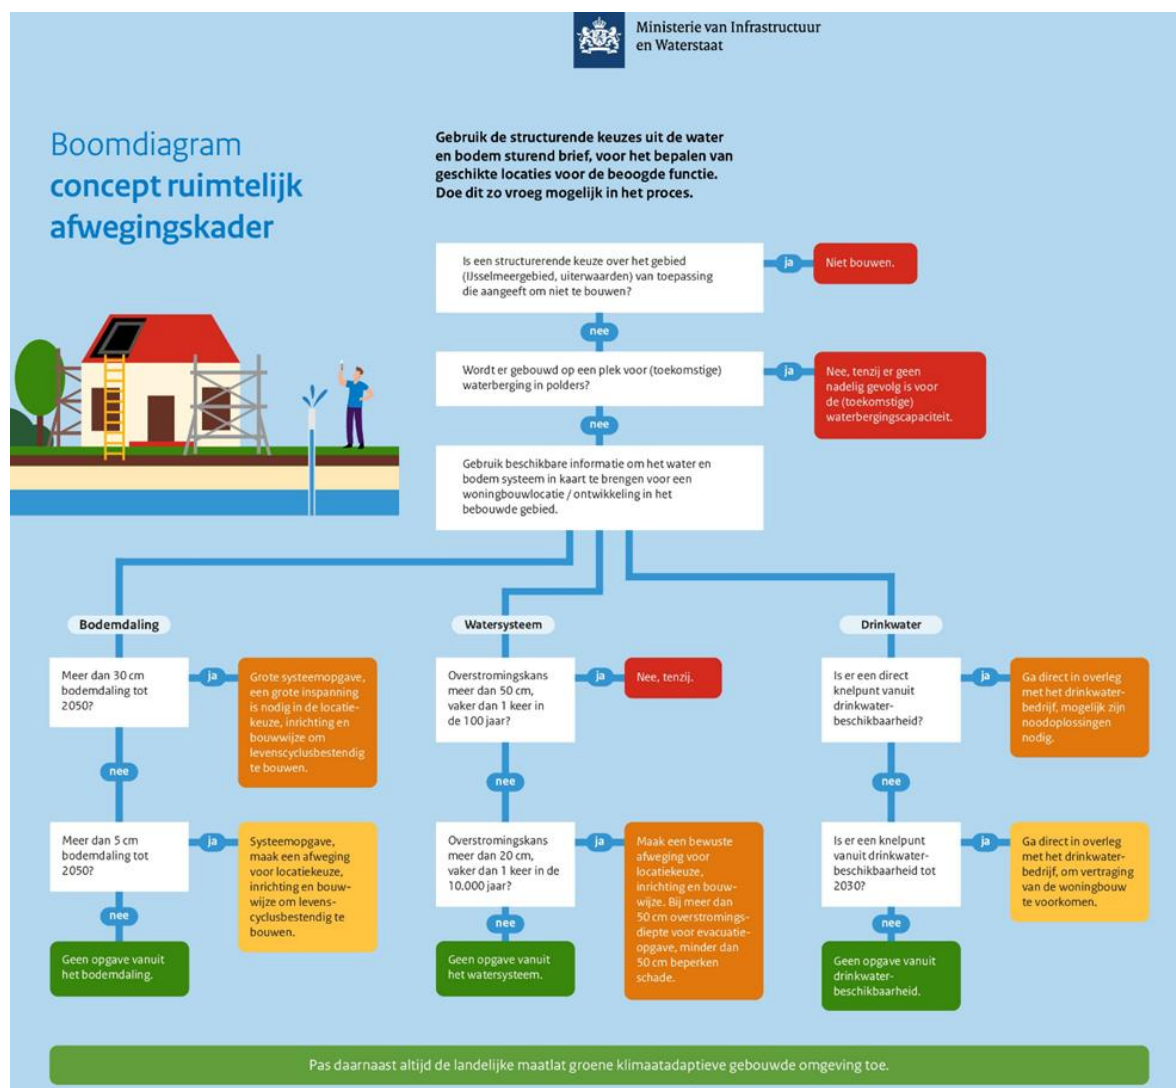 Ministerie van Infrastructuur
en Waterstaat
Boomdiagram
concept ruimtelijk
afwegingskader
Gebruik de structurende keuzes uit de water
en bodem sturend brief, voor het bepalen van
geschikte locaties voor de beoogde functie.
Doe dit zo vroeg mogelijk in het proces.
Is een structurerende keuze over het gebied
(IJsselmeergebied, uiterwaarden) van toepassing
die aangeeft om niet te bouwen?
ja
Niet bouwen.
nee
Wordt er gebouwd op een plek voor (toekomstige)
waterberging in polders?
ja
Nee, tenzij er geen
nadelig gevolg is voor
de (toekomstige)
waterbergingscapaciteit.
nee
Gebruik beschikbare informatie om het water en
bodem systeem in kaart te brengen voor een
woningbouwlocatie / ontwikkeling in het
bebouwde gebied.
Bodemdaling
Meer dan 30 cm
bodemdaling tot
2050?
ja
Grote systeemopgave,
een grote inspanning
is nodig in de locatie-
keuze, inrichting en
bouwwijze om
levenscyclusbestendig
te bouwen.
nee
Meer dan 5 cm
bodemdaling tot
2050?
ja
Systeemopgave,
maak een afweging
voor locatiekeuze,
inrichting en bouw-
wijze om levens-
cyclusbestendig te
bouwen.
nee
Geen opgave vanuit
het bodemdaling.
Watersysteem
Overstromingskans
meer dan 50 cm,
vaker dan 1 keer in
de 100 jaar?
ja
Nee, tenzij.
nee
Overstromingskans
meer dan 20 cm,
vaker dan 1 keer in de
10.000 jaar?
ja
Maak een bewuste
afweging voor
locatiekeuze,
inrichting en bouw-
wijze. Bij meer dan
50 cm overstromings-
diepte voor evacuatie-
opgave, minder dan
50 cm beperken
schade.
nee
Geen opgave vanuit
het watersysteem.
Drinkwater
Is er een direct
knelpunt vanuit
drinkwater-
beschikbaarheid?
ja
Ga direct in overleg
met het drinkwater-
bedrijf, mogelijk zijn
noodoplossingen
nodig.
nee
Is er een knelpunt
vanuit drinkwater-
beschikbaarheid tot
2030?
ja
Ga direct in overleg
met het drinkwater-
bedrijf, om vertraging
van de woningbouw
te voorkomen.
nee
Geen opgave vanuit
drinkwater-
beschikbaarheid.
Pas daarnaast altijd de landelijke maatlat groene klimaatadaptieve gebouwde omgeving toe.